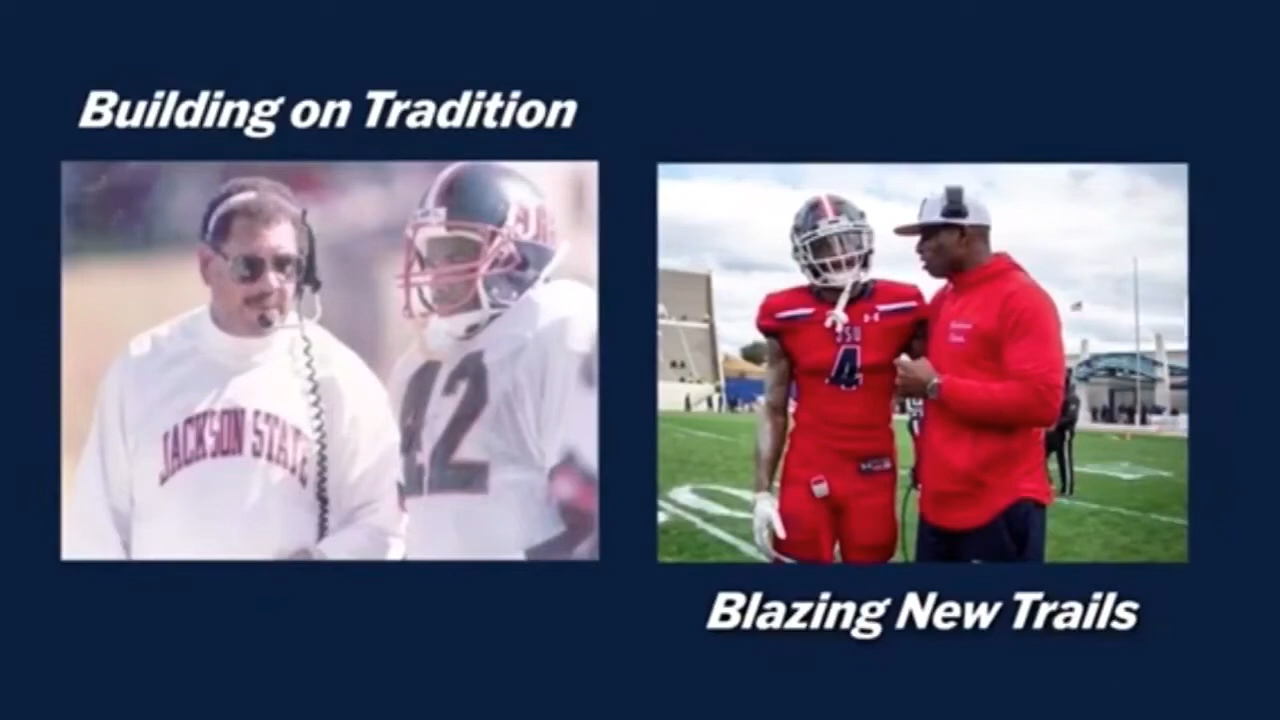 Building on Tradition
JACKSON STATE
42
JSU
4
Blazing New Trails